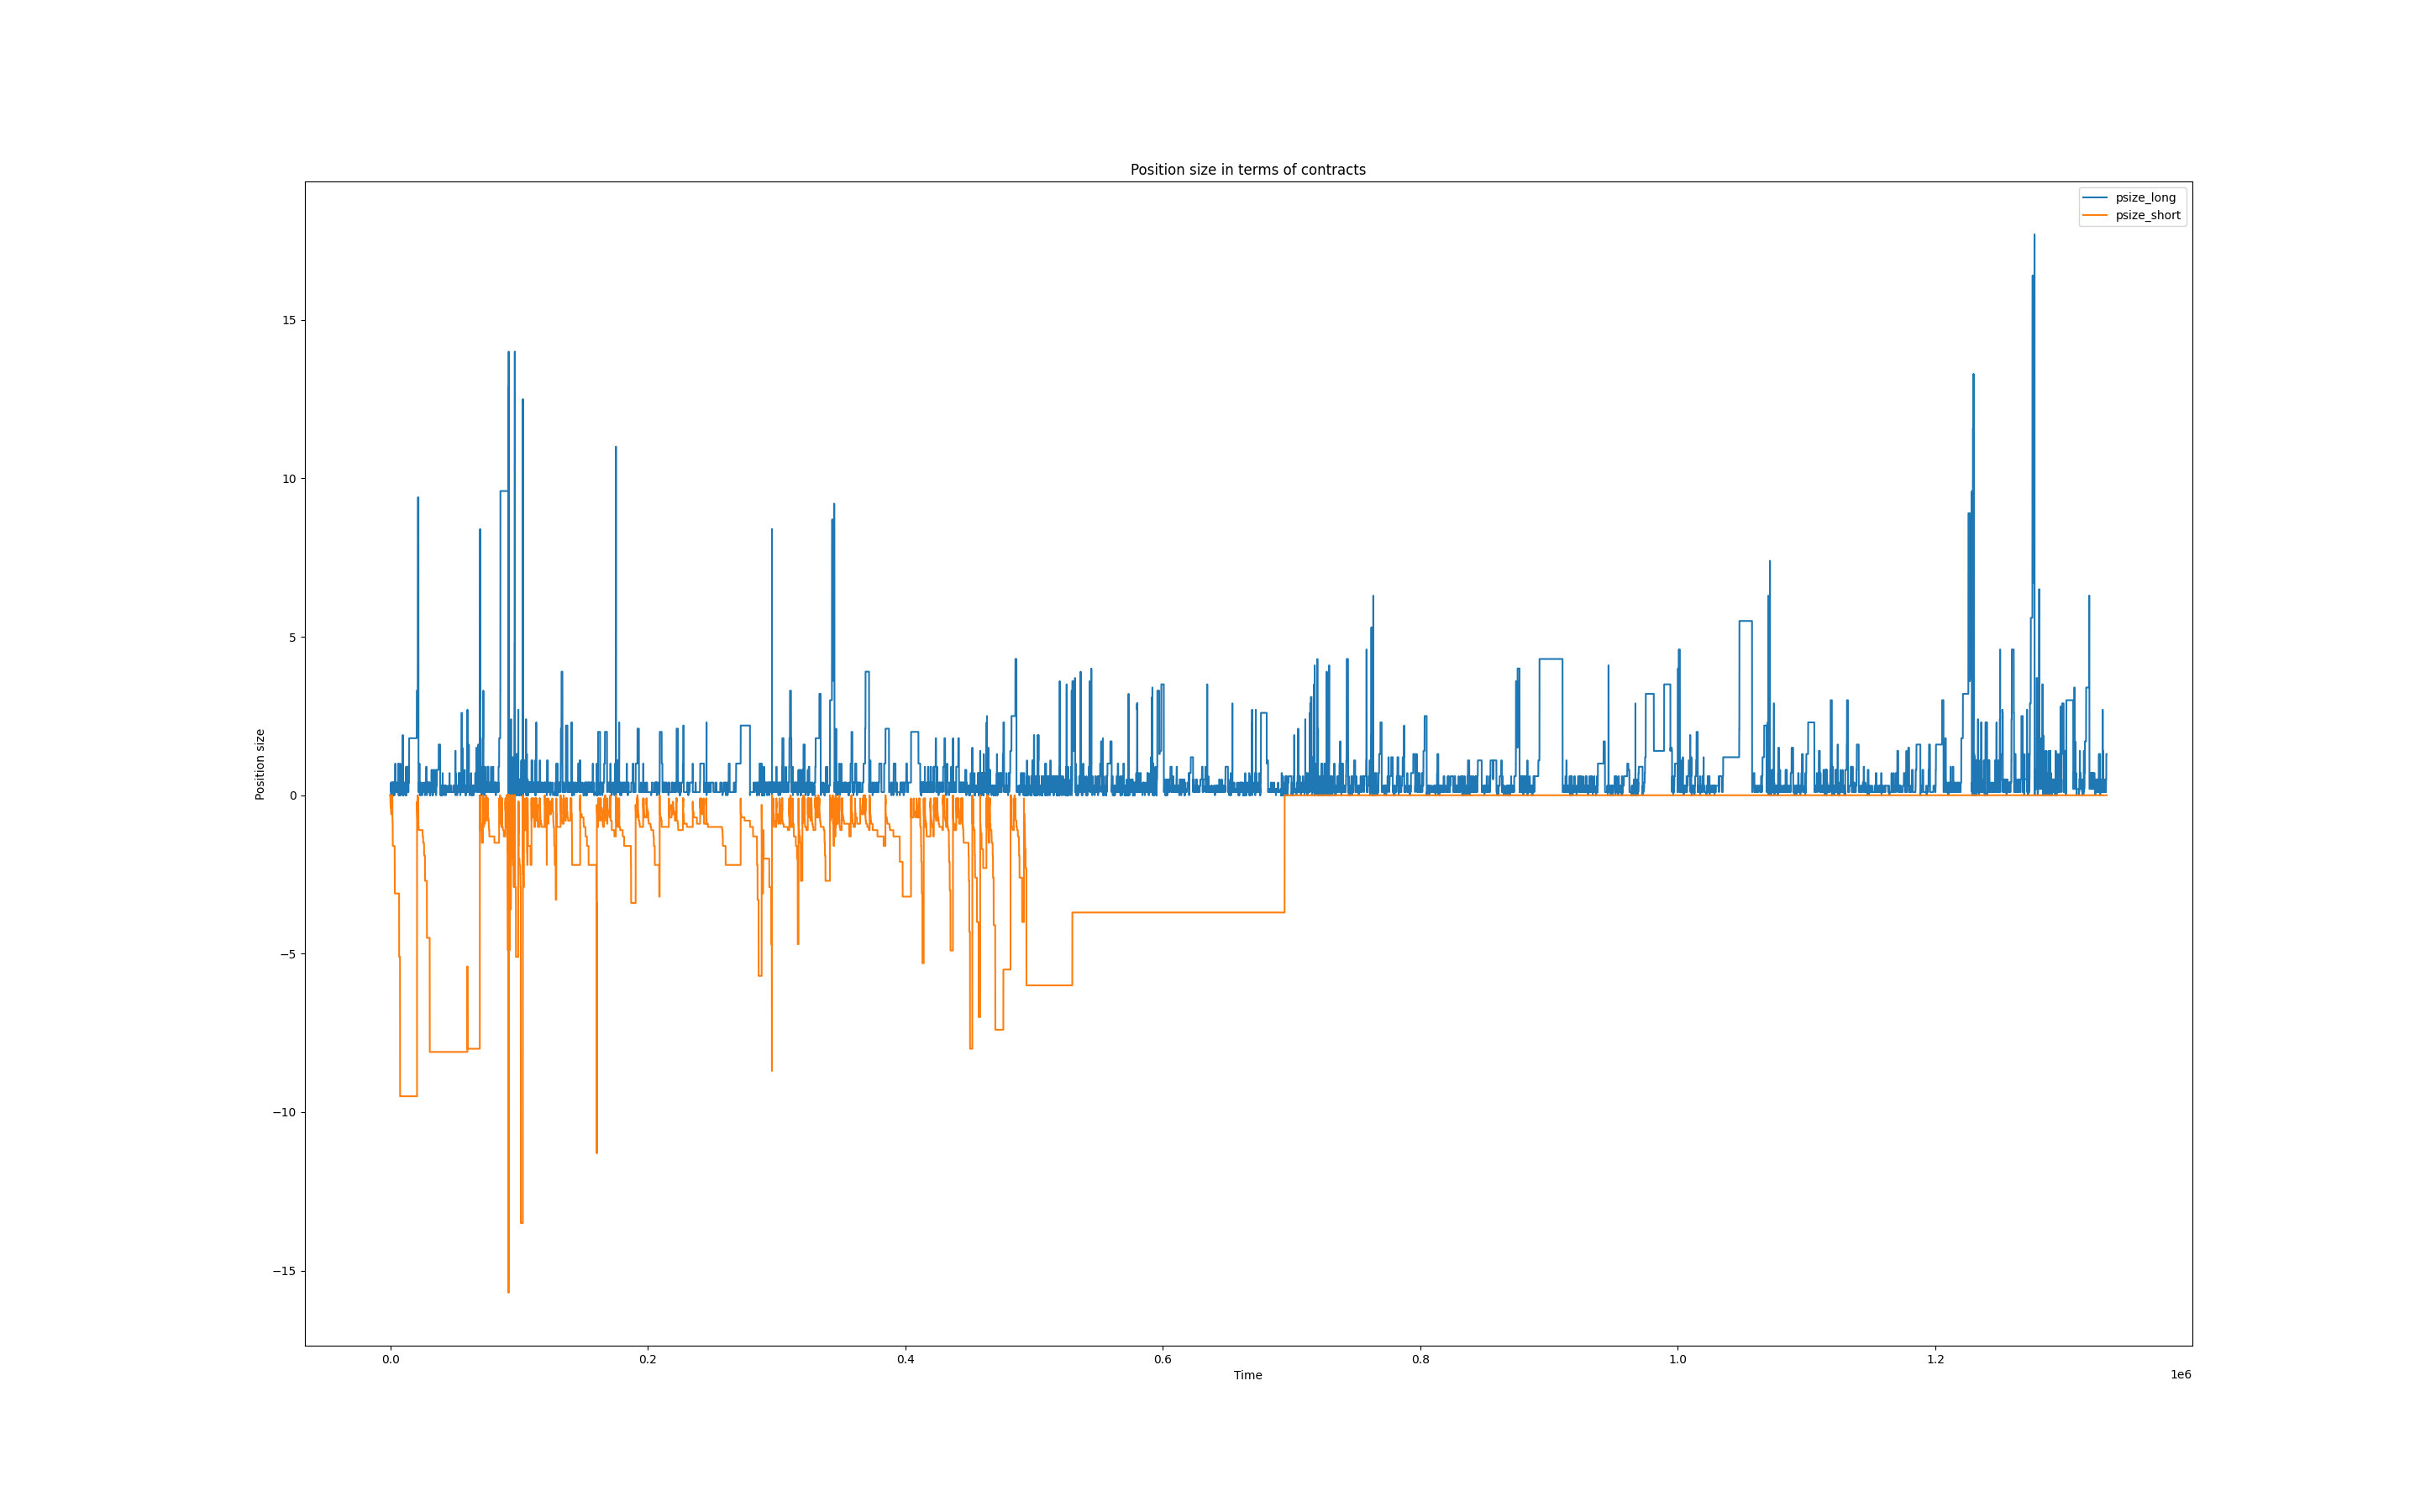 Position size in terms of contracts
psize_long
psize_short
Position size
15
10
5
0
−5
−10
−15
0.0
0.2
0.4
0.6
0.8
1.0
1.2
1e6
Time